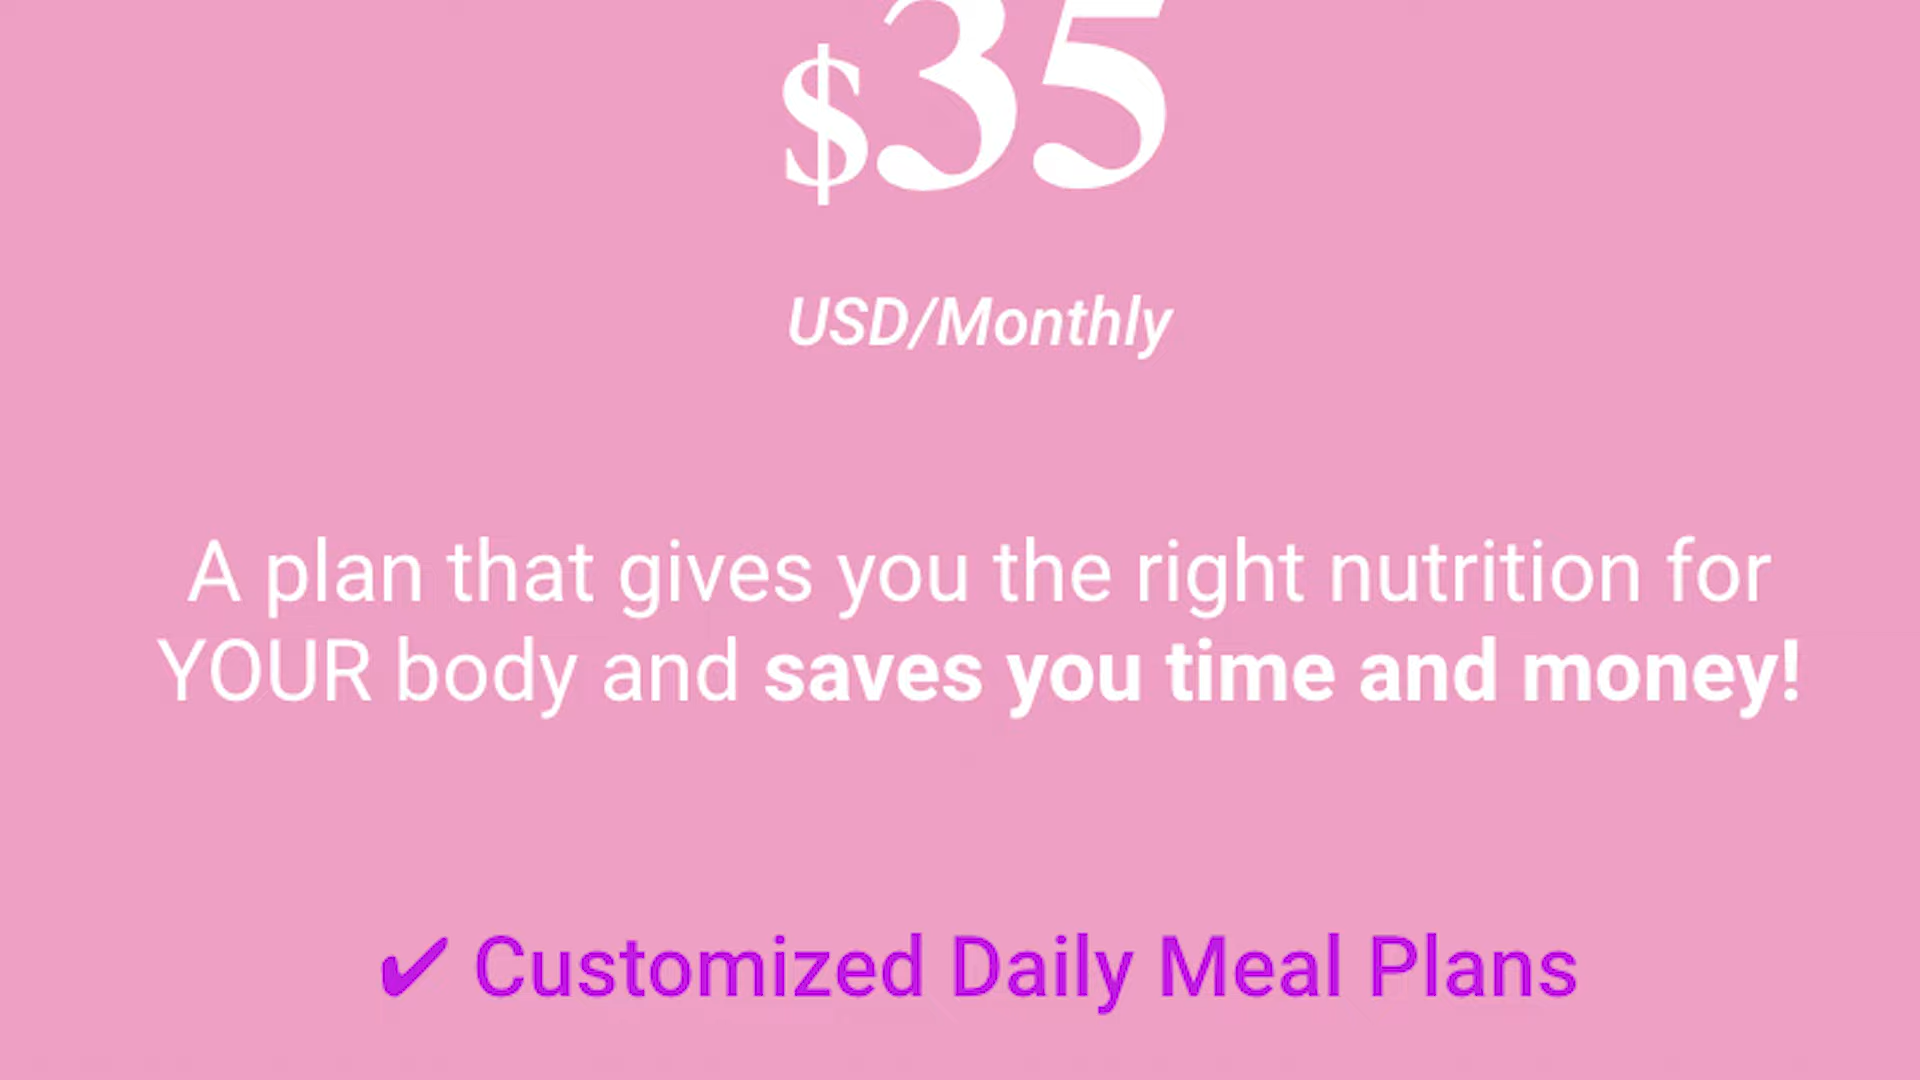 $35
USD/Monthly
A plan that gives you the right nutrition for
YOUR body and saves you time and money!
✔ Customized Daily Meal Plans